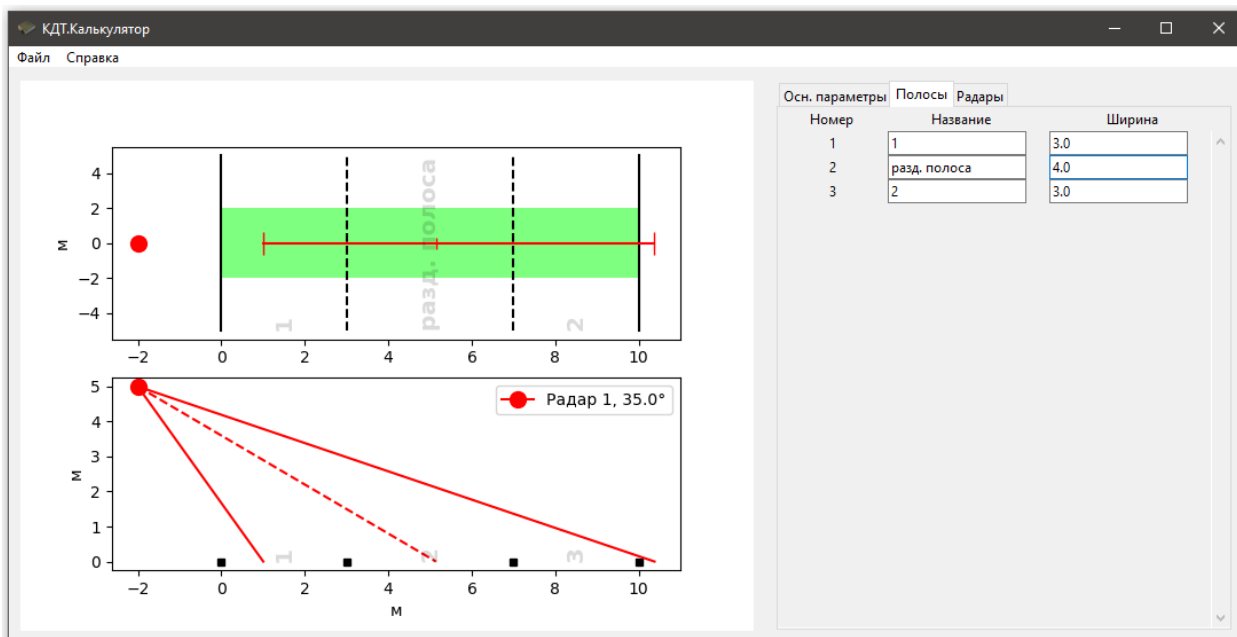 КДТ.Калькулятор
Файл Справка
Осн. параметры Полосы Радары
Номер Название Ширина
1 1 3.0
2 разд. полоса 4.0
3 2 3.0
4
2
0
−2
−4
м
1
разд. полоса
2
−2 0 2 4 6 8 10
5
4
3
2
1
0
м
Радар 1, 35.0°
1
2
3
−2 0 2 4 6 8 10
м